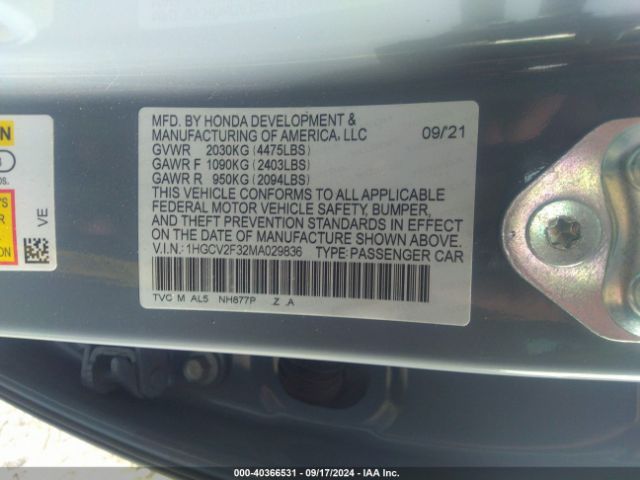 MFD. BY HONDA DEVELOPMENT &
MANUFACTURING OF AMERICA, LLC 09/21
GVWR 2030KG (4475LBS)
GAWR F 1090KG (2403LBS)
GAWR R 950KG (2094LBS)
THIS VEHICLE CONFORMS TO ALL APPLICABLE
FEDERAL MOTOR VEHICLE SAFETY, BUMPER,
AND THEFT PREVENTION STANDARDS IN EFFECT
ON THE DATE OF MANUFACTURE SHOWN ABOVE.
V.I.N.: 1HGCV2F32MA029836 TYPE: PASSENGER CAR
TVC M AL5 NH877P Z A
VE
000-40366531 - 09/17/2024 - IAA Inc.